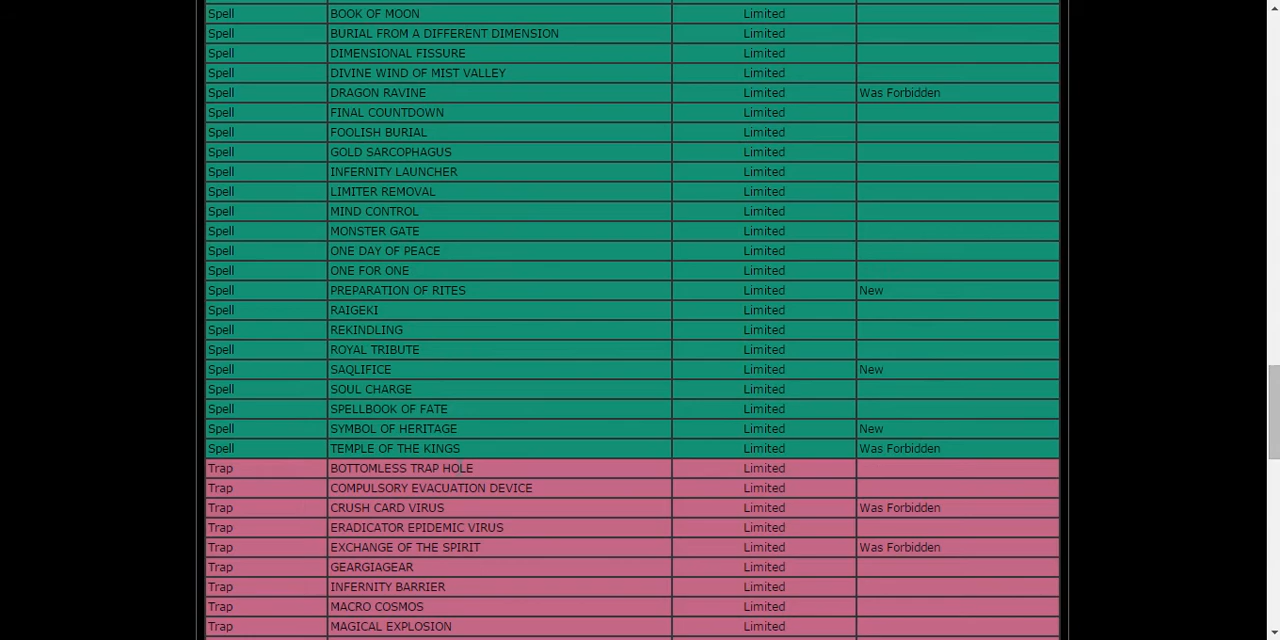 Spell BOOK OF MOON Limited
Spell BURIAL FROM A DIFFERENT DIMENSION Limited
Spell DIMENSIONAL FISSURE Limited
Spell DIVINE WIND OF MIST VALLEY Limited
Spell DRAGON RAVINE Limited Was Forbidden
Spell FINAL COUNTDOWN Limited
Spell FOOLISH BURIAL Limited
Spell GOLD SARCOPHAGUS Limited
Spell INFERNITY LAUNCHER Limited
Spell LIMITER REMOVAL Limited
Spell MIND CONTROL Limited
Spell MONSTER GATE Limited
Spell ONE DAY OF PEACE Limited
Spell ONE FOR ONE Limited
Spell PREPARATION OF RITES Limited New
Spell RAIGEKI Limited
Spell REKINDLING Limited
Spell ROYAL TRIBUTE Limited
Spell SAQLIFICE Limited New
Spell SOUL CHARGE Limited
Spell SPELLBOOK OF FATE Limited
Spell SYMBOL OF HERITAGE Limited New
Spell TEMPLE OF THE KINGS Limited Was Forbidden
Trap BOTTOMLESS TRAP HOLE Limited
Trap COMPULSORY EVACUATION DEVICE Limited
Trap CRUSH CARD VIRUS Limited Was Forbidden
Trap ERADICATOR EPIDEMIC VIRUS Limited
Trap EXCHANGE OF THE SPIRIT Limited Was Forbidden
Trap GEARGIAGEAR Limited
Trap INFERNITY BARRIER Limited
Trap MACRO COSMOS Limited
Trap MAGICAL EXPLOSION Limited